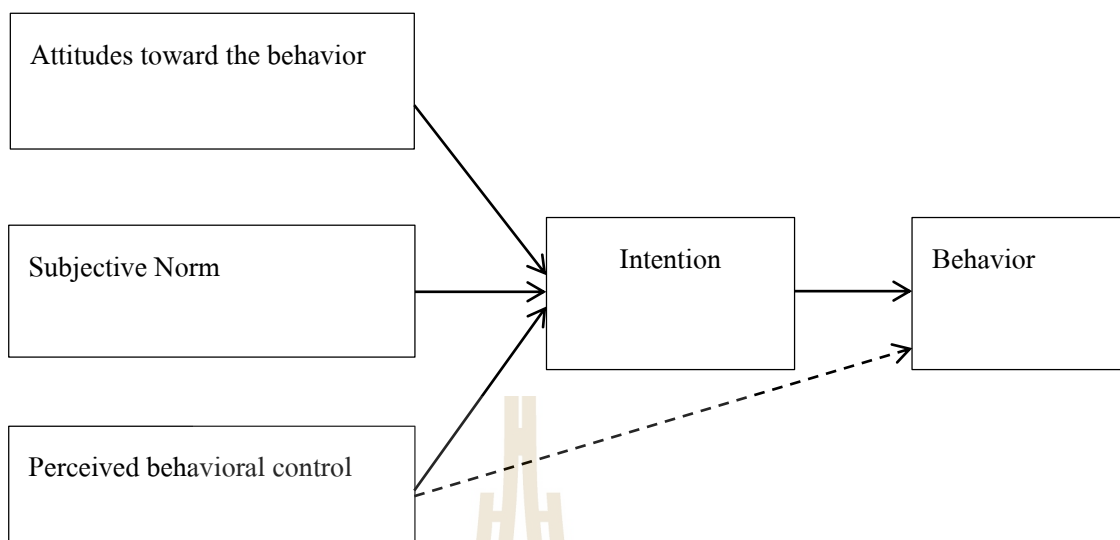 Attitudes toward the behavior
Subjective Norm
Intention
Behavior
Perceived behavioral control